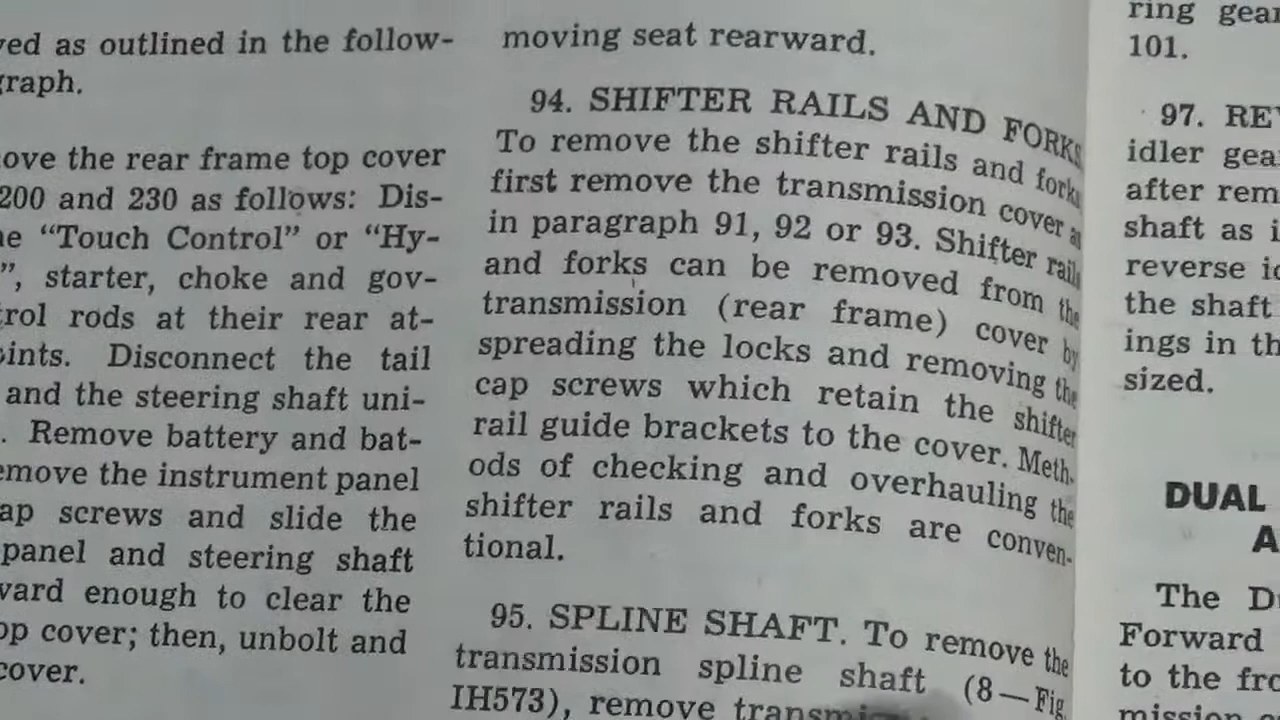 ved as outlined in the follow-
graph.
ove the rear frame top cover
200 and 230 as follows: Dis-
ne “Touch Control” or “Hy-
”, starter, choke and gov-
trol rods at their rear at-
oints. Disconnect the tail
and the steering shaft uni-
. Remove battery and bat-
emove the instrument panel
ap screws and slide the
panel and steering shaft
ward enough to clear the
op cover; then, unbolt and
cover.
moving seat rearward.
94. SHIFTER RAILS AND FORKS
To remove the shifter rails and forks
first remove the transmission cover as
in paragraph 91, 92 or 93. Shifter rails
and forks can be removed from the
transmission (rear frame) cover by
spreading the locks and removing the
cap screws which retain the shifter
rail guide brackets to the cover. Meth-
ods of checking and overhauling the
shifter rails and forks are conven-
tional.
95. SPLINE SHAFT. To remove the
transmission spline shaft (8—Fig.
IH573), remove
ring gear
101.
97. REV
idler gea
after rem
shaft as i
reverse id
the shaft
ings in th
sized.
DUAL
A
The D
Forward
to the fro
mission